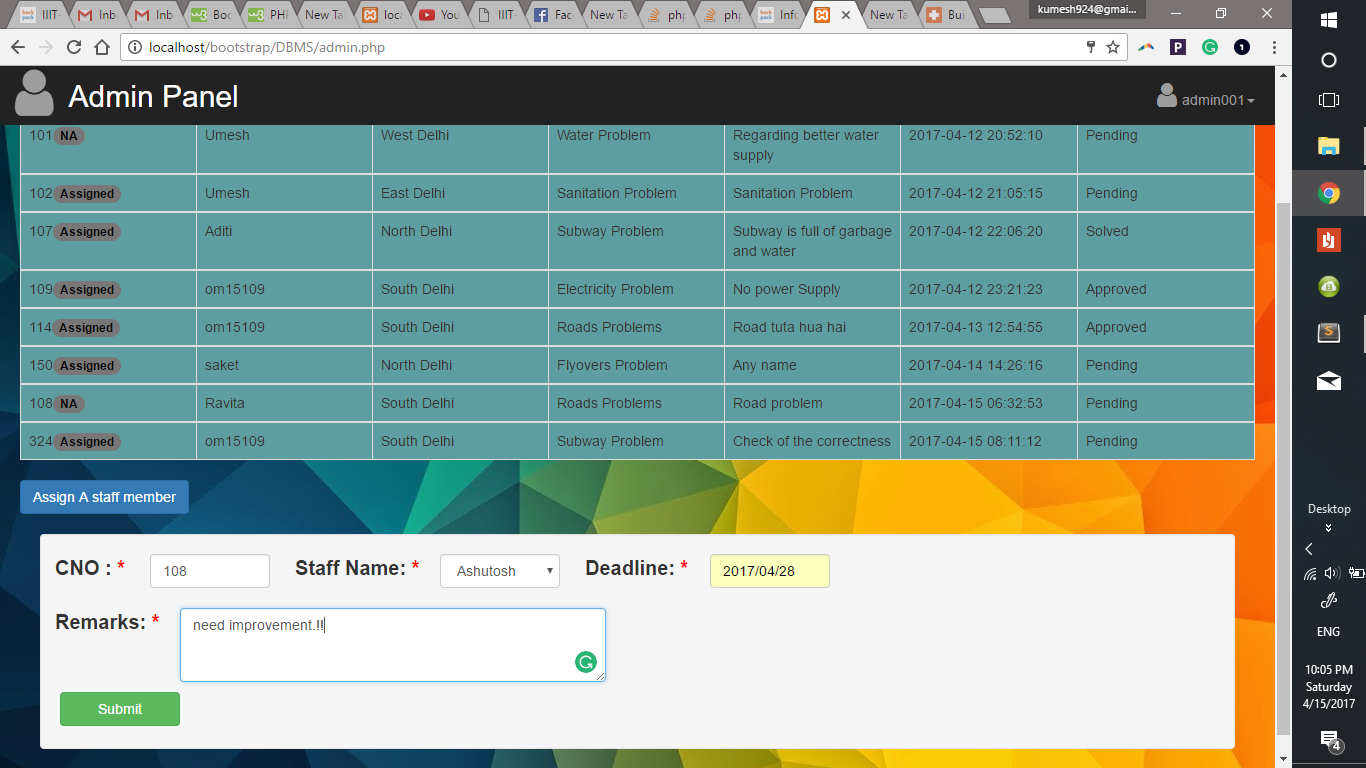 kumesh924@gmai...
IIIT- Inb Inb Boc PHP New Ta loca You IIIT- Fac New Ta php php Info New Ta Bui
localhost/bootstrap/DBMS/admin.php
Admin Panel
admin001
101 NA Umesh West Delhi Water Problem Regarding better water 2017-04-12 20:52:10 Pending
supply
102 Assigned Umesh East Delhi Sanitation Problem Sanitation Problem 2017-04-12 21:05:15 Pending
107 Assigned Aditi North Delhi Subway Problem Subway is full of garbage 2017-04-12 22:06:20 Solved
and water
109 Assigned om15109 South Delhi Electricity Problem No power Supply 2017-04-12 23:21:23 Approved
114 Assigned om15109 South Delhi Roads Problems Road tuta hua hai 2017-04-13 12:54:55 Approved
150 Assigned saket North Delhi Flyovers Problem Any name 2017-04-14 14:26:16 Pending
108 NA Ravita South Delhi Roads Problems Road problem 2017-04-15 06:32:53 Pending
324 Assigned om15109 South Delhi Subway Problem Check of the correctness 2017-04-15 08:11:12 Pending
Assign A staff member
CNO : * 108 Staff Name: * Ashutosh Deadline: * 2017/04/28
Remarks: * need improvement.!!
Submit
Desktop
ENG
10:05 PM
Saturday
4/15/2017
4